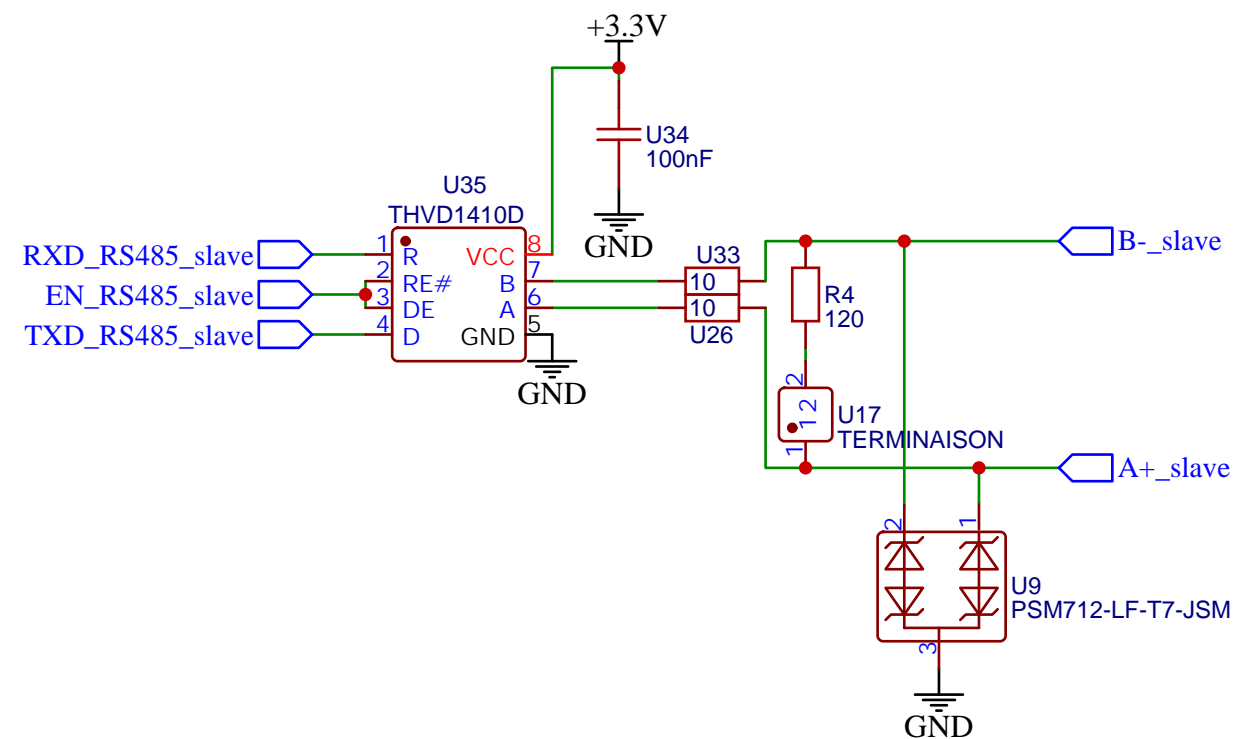 +3.3V
U34
100nF
GND
U35
THVD1410D
RXD_RS485_slave
1
R
VCC
8
EN_RS485_slave
2
RE#
B
7
3
DE
A
6
TXD_RS485_slave
4
D
GND
5
GND
U33
10
10
U26
R4
120
B-_slave
2
1 2
1
U17
TERMINAISON
A+_slave
2
1
U9
PSM712-LF-T7-JSM
3
GND